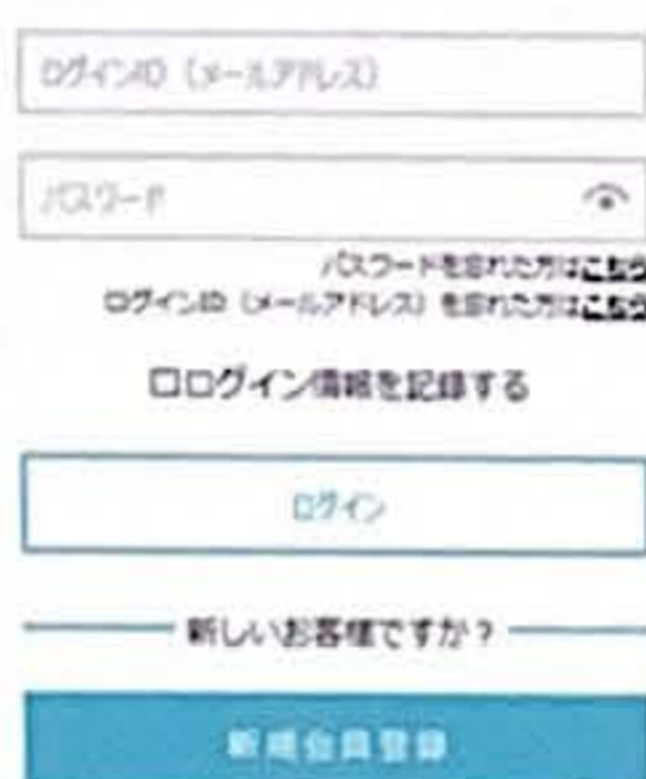 ログインID（メールアドレス）
パスワード
パスワードを忘れた方はこちら
ログインID（メールアドレス）を忘れた方はこちら
□ログイン情報を記録する
ログイン
新しいお客様ですか？
新規会員登録